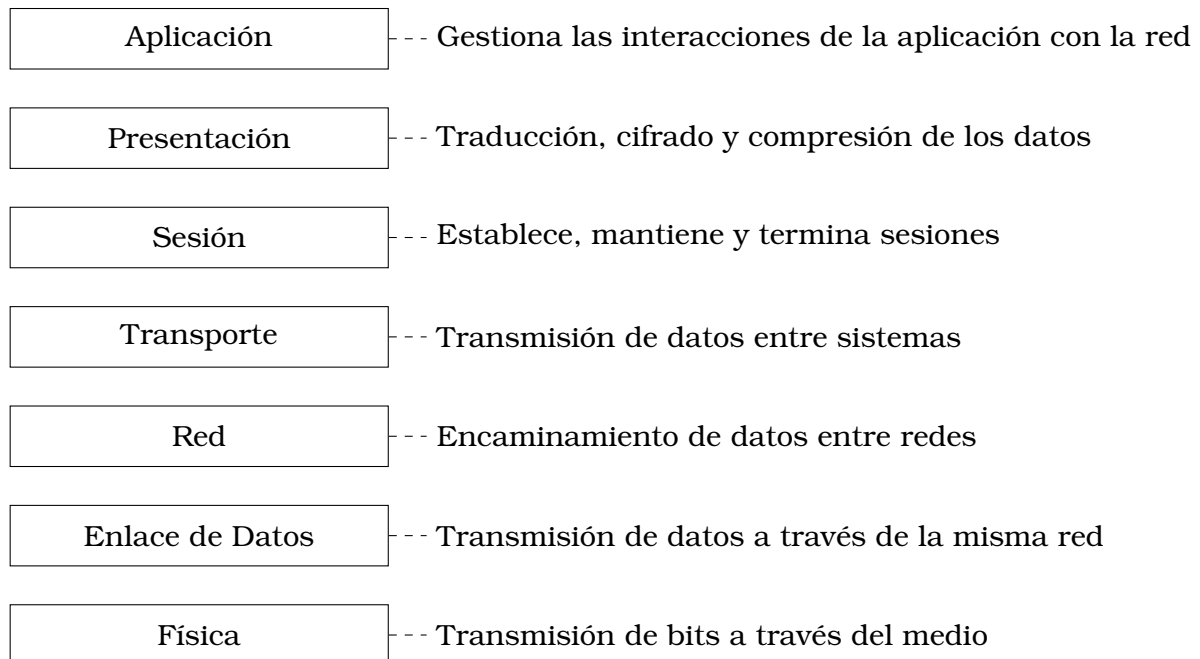 Aplicación
Gestiona las interacciones de la aplicación con la red
Presentación
Traducción, cifrado y compresión de los datos
Sesión
Establece, mantiene y termina sesiones
Transporte
Transmisión de datos entre sistemas
Red
Encaminamiento de datos entre redes
Enlace de Datos
Transmisión de datos a través de la misma red
Física
Transmisión de bits a través del medio